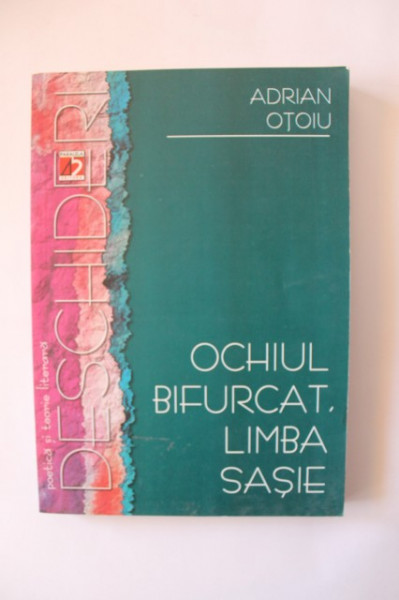 ADRIAN
OȚOIU
DESCHIDERI
poetică și teorie literară
OCHIUL
BIFURCAT,
LIMBA
SAȘIE